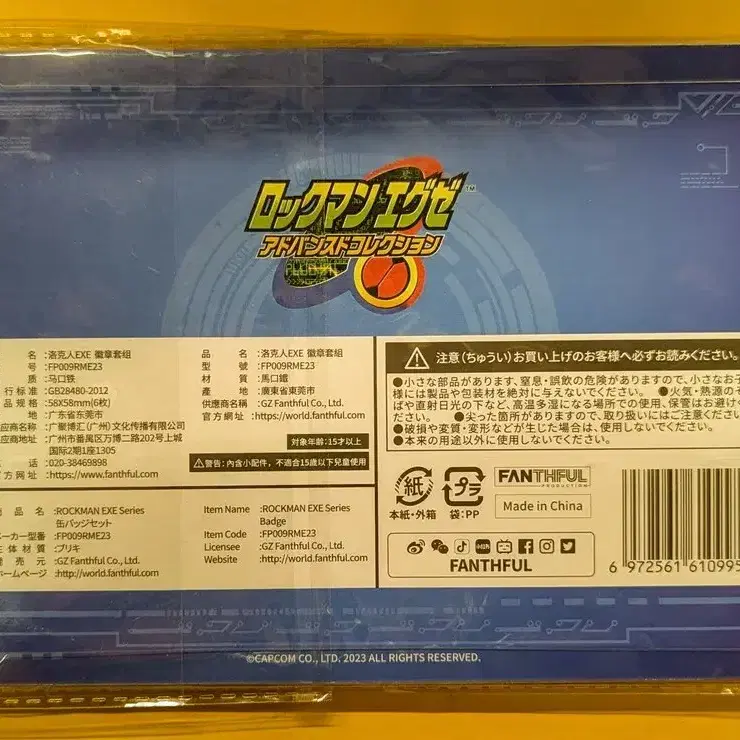 ロックマン エグゼ™
アドバンスドコレクション
名 :洛克人EXE 徽章套组
号 :FP009RME23
质 :马口铁
行标准 :GB28480-2012
品规格 :58X58mm(6枚)
地 :广东省东莞市
应商名称 :广聚博汇(广州)文化传播有限公司
应商地址 :广州市番禺区万博二路202号上城
国际2期1座1305
话 :020-38469898
方网址 :https://www.fanthful.com
品 名 :洛克人EXE 徽章套組
型 號 :FP009RME23
材 質 :馬口鐵
產 地 :廣東省東莞市
供應商名稱 :GZ Fanthful Co., Ltd.
官方網址 :https://world.fanthful.com
対象年齢:15才以上
⚠警告:內含小配件，不適合15歲以下兒童使用
商 品 名 :ROCKMAN EXE Series
缶バッジセット
ーカー型番 :FP009RME23
主体材質 :ブリキ
発売元 :GZ Fanthful Co., Ltd.
ホームページ :http://world.fanthful.com
Item Name :ROCKMAN EXE Series
Badge
Item Code :FP009RME23
Licensee :GZ Fanthful Co., Ltd.
Website :http://world.fanthful.com
⚠ 注意(ちゅうい)お買い上げのお客様へ必ずお読みください。
●小さな部品があります、窒息・誤飲の危険がありますので、小さなお子
様には製品や包装材を絶対に与えないでください。 ●火気・熱源のそ
ばや直射日光の下など、高温多湿になる場所での使用、保管はお避け
ください。 ●尖った箇所がありますので、取り扱いにはご注意ください
●破損や変質・変形などが生じた場合は、使用しないでください。
●本来の用途以外に使用しないでください。
紙
本紙・外箱
プラ
袋:PP
FANTHFUL
PRODUCTION
Made in China
FANTHFUL
6 972561 610995
©CAPCOM CO., LTD. 2023 ALL RIGHTS RESERVED.